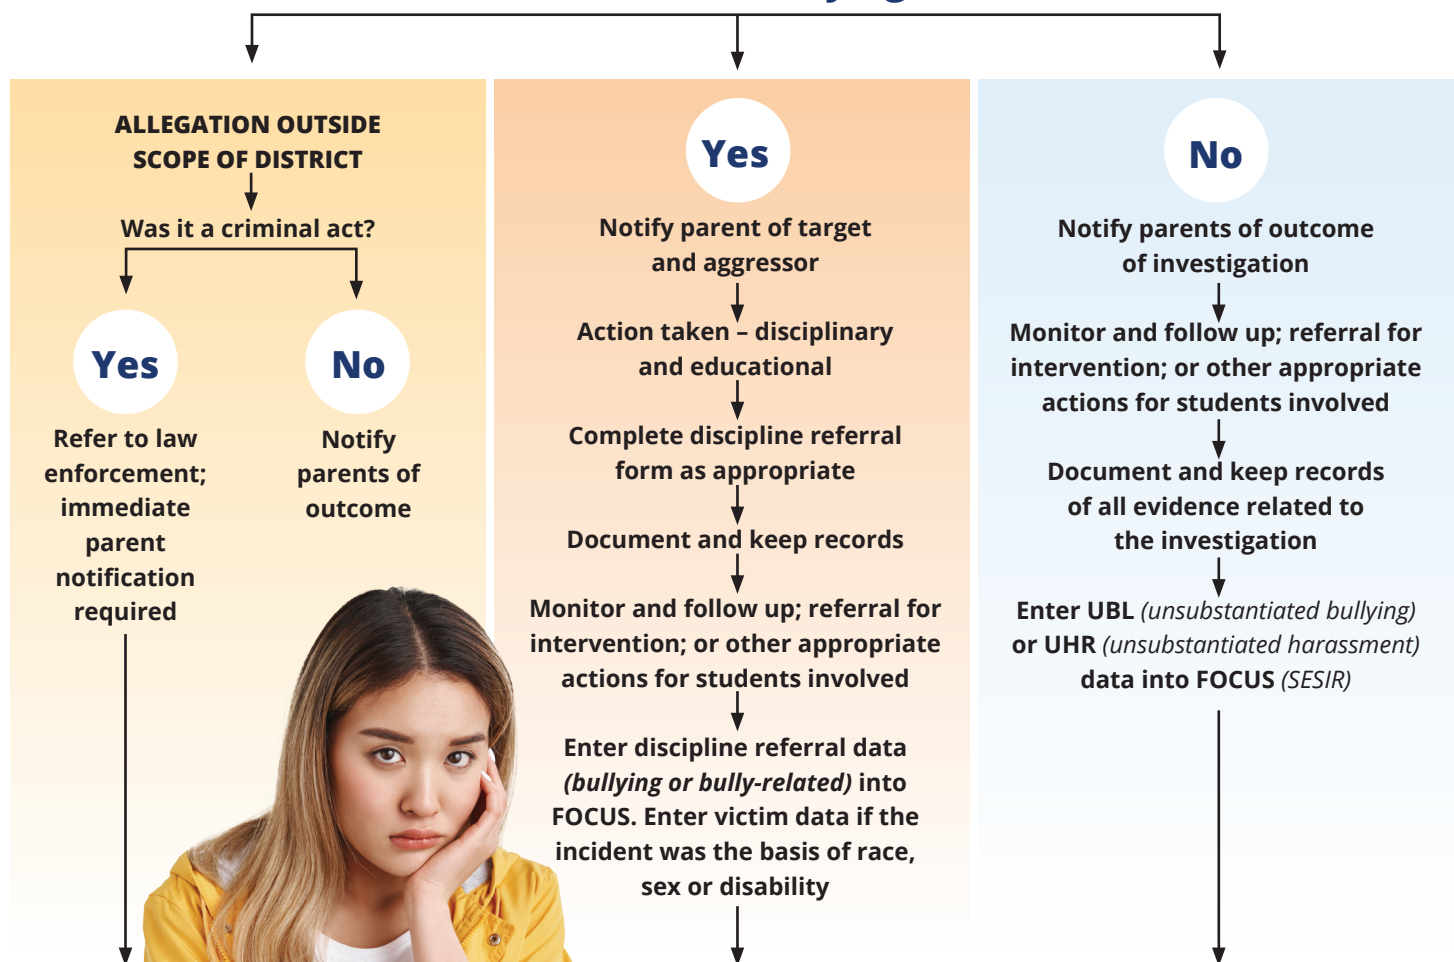 ALLEGATION OUTSIDE
SCOPE OF DISTRICT
Was it a criminal act?
Yes
Refer to law
enforcement;
immediate
parent
notification
required
No
Notify
parents of
outcome
Yes
Notify parent of target
and aggressor
Action taken – disciplinary
and educational
Complete discipline referral
form as appropriate
Document and keep records
Monitor and follow up; referral for
intervention; or other appropriate
actions for students involved
Enter discipline referral data
(bullying or bully-related) into
FOCUS. Enter victim data if the
incident was the basis of race,
sex or disability
No
Notify parents of outcome
of investigation
Monitor and follow up; referral for
intervention; or other appropriate
actions for students involved
Document and keep records
of all evidence related to
the investigation
Enter UBL (unsubstantiated bullying)
or UHR (unsubstantiated harassment)
data into FOCUS (SESIR)